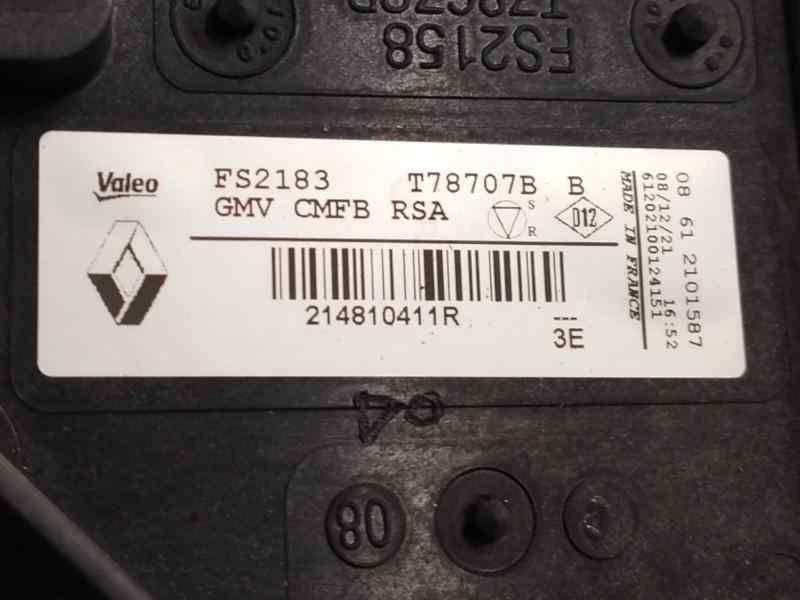 FS2158
Valeo
FS2183 T78707B B
GMV CMFB RSA S R D12
214810411R
---
3E
MADE IN FRANCE
61202100124151
08/12/21 16:52
08 61 2101587
08